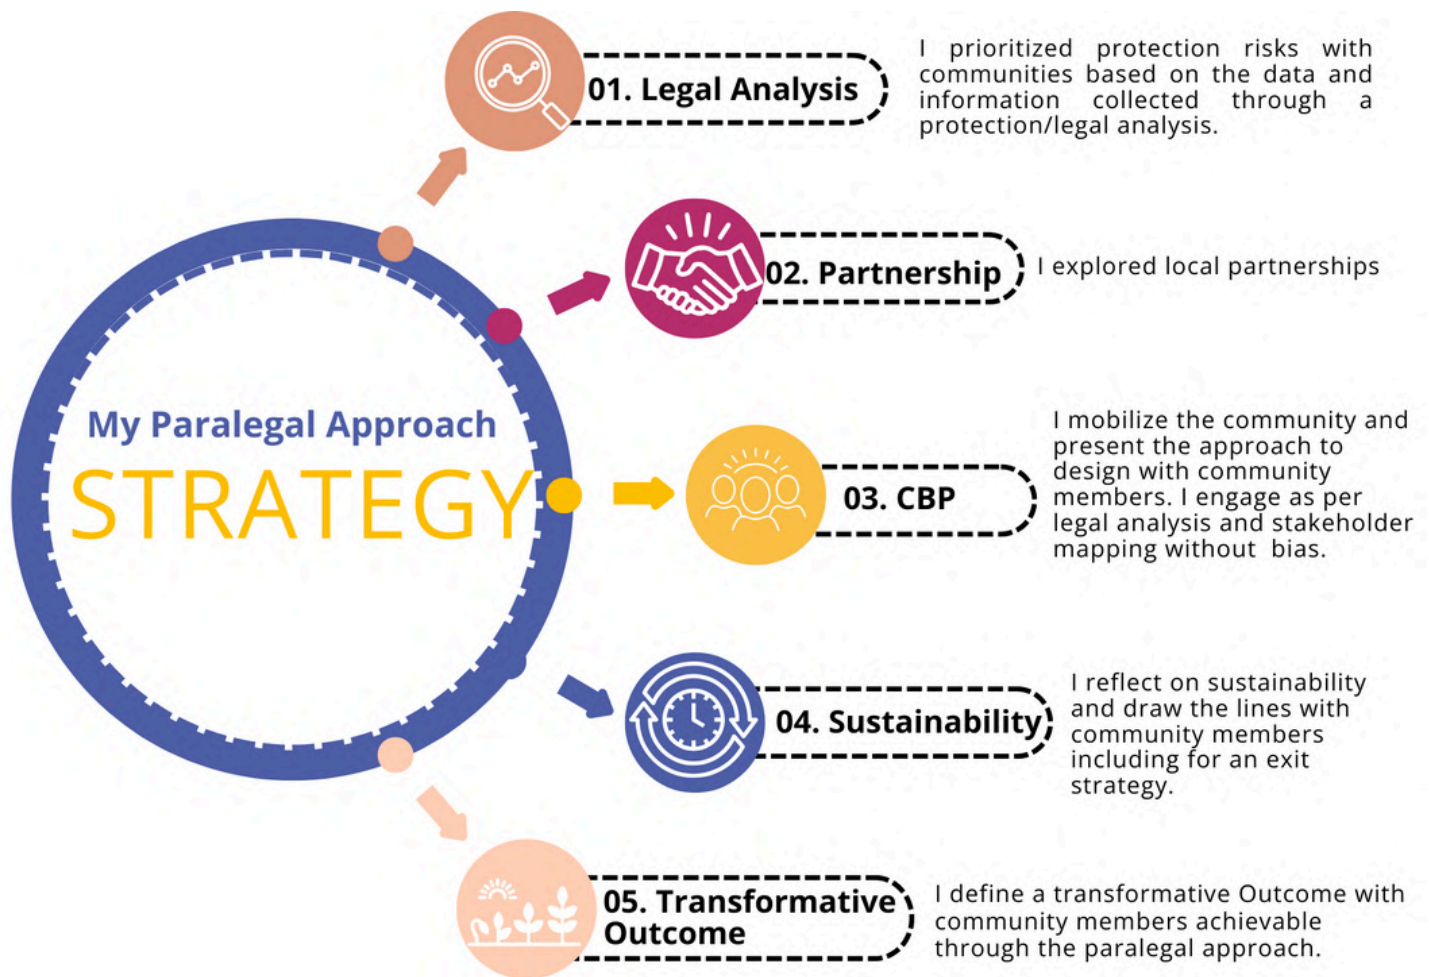 My Paralegal Approach
STRATEGY
01. Legal Analysis
I prioritized protection risks with
communities based on the data and
information collected through a
protection/legal analysis.
02. Partnership
I explored local partnerships
03. CBP
I mobilize the community and
present the approach to
design with community
members. I engage as per
legal analysis and stakeholder
mapping without bias.
04. Sustainability
I reflect on sustainability
and draw the lines with
community members
including for an exit
strategy.
05. Transformative
Outcome
I define a transformative Outcome with
community members achievable
through the paralegal approach.